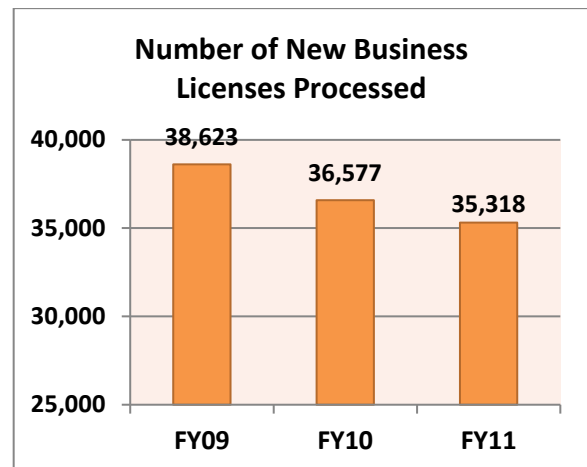 Number of New Business
Licenses Processed
40,000
38,623
36,577
35,318
35,000
30,000
25,000
FY09 FY10 FY11